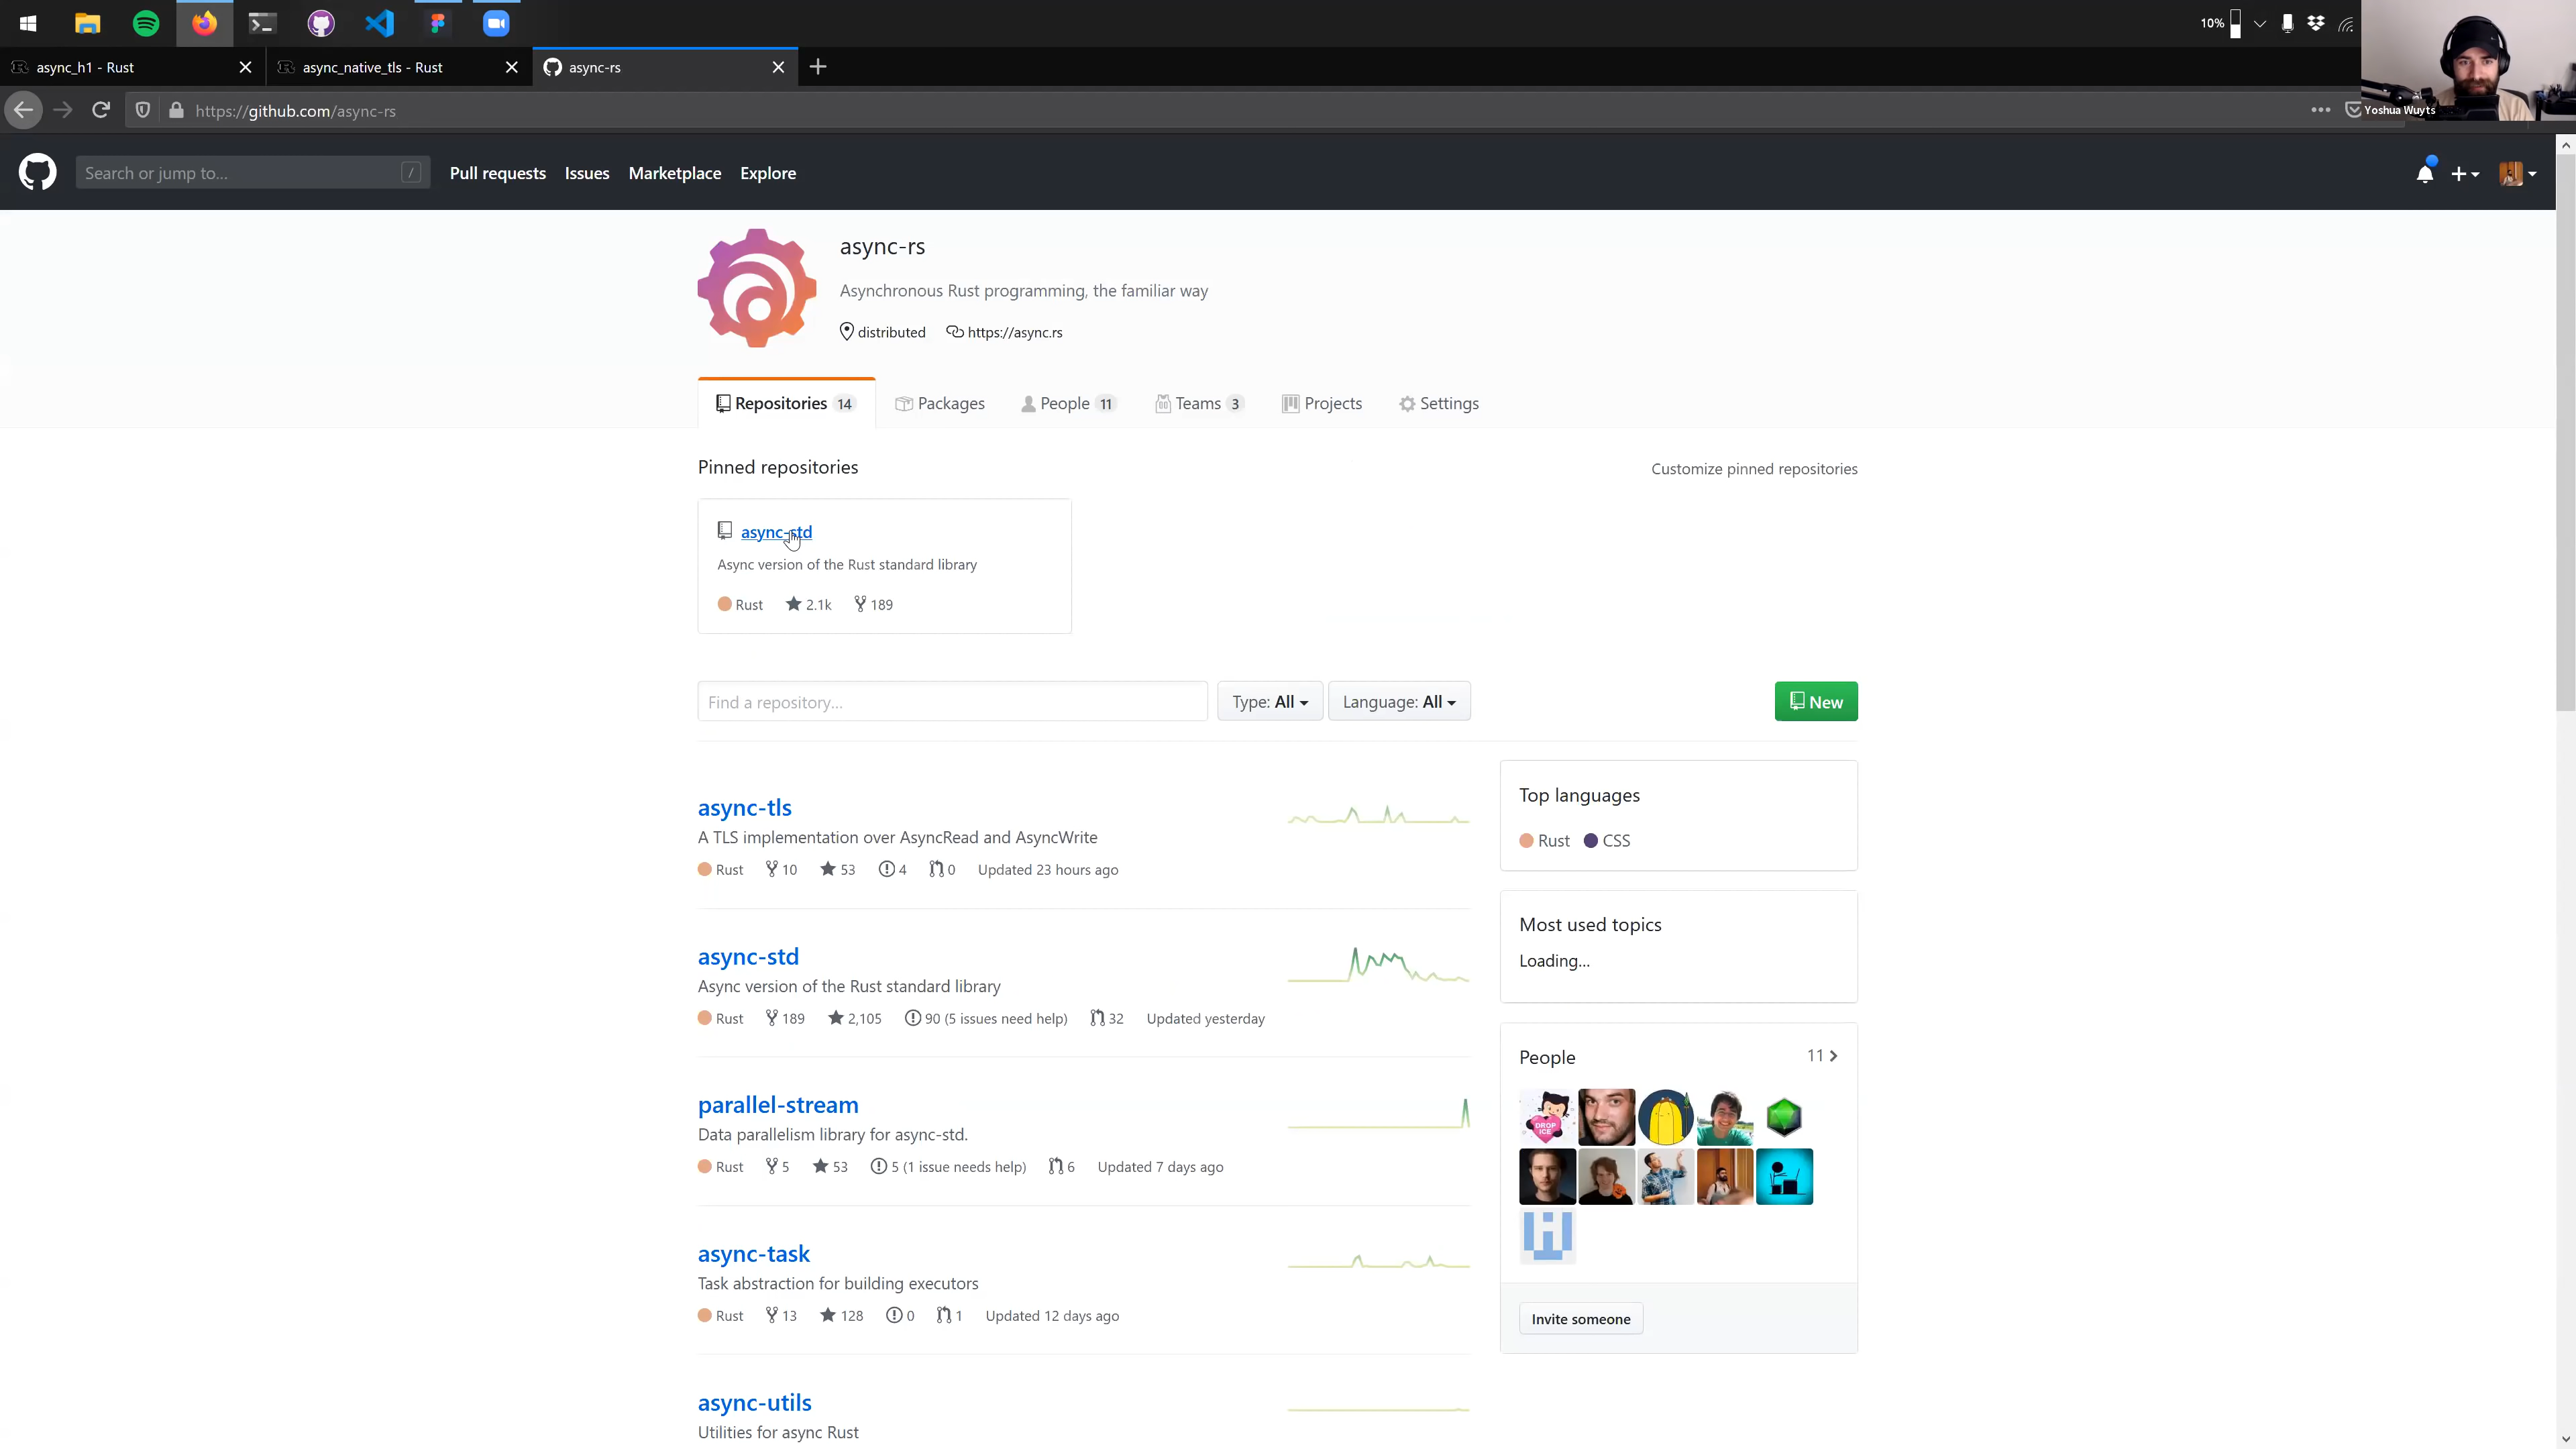 10%
async_h1 - Rust
async_native_tls - Rust
async-rs
https://github.com/async-rs
Yoshua Wuyts
Search or jump to... /
Pull requests Issues Marketplace Explore
async-rs
Asynchronous Rust programming, the familiar way
distributed https://async.rs
Repositories 14 Packages People 11 Teams 3 Projects Settings
Pinned repositories
Customize pinned repositories
async-std
Async version of the Rust standard library
Rust 2.1k 189
Find a repository...
Type: All
Language: All
New
async-tls
A TLS implementation over AsyncRead and AsyncWrite
Rust 10 53 4 0 Updated 23 hours ago
async-std
Async version of the Rust standard library
Rust 189 2,105 90 (5 issues need help) 32 Updated yesterday
parallel-stream
Data parallelism library for async-std.
Rust 5 53 5 (1 issue needs help) 6 Updated 7 days ago
async-task
Task abstraction for building executors
Rust 13 128 0 1 Updated 12 days ago
async-utils
Utilities for async Rust
Top languages
Rust CSS
Most used topics
Loading...
People 11
DROP
ICE
Invite someone